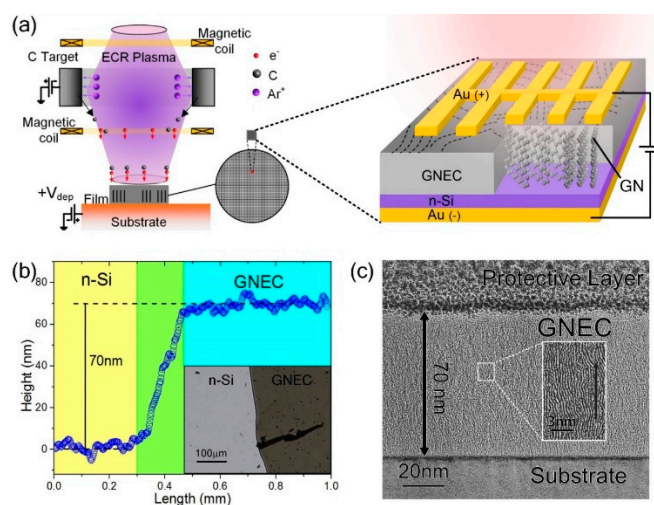 (a)
Magnetic
coil
C Target
ECR Plasma
e⁻
C
Ar⁺
Magnetic
coil
+V_dep
Film
Substrate
Au (+)
GNEC
GN
n-Si
Au (-)
(b)
n-Si
GNEC
80
60
40
20
0
70nm
Height (nm)
n-Si
GNEC
100μm
0.0 0.2 0.4 0.6 0.8 1.0
Length (mm)
(c)
Protective Layer
GNEC
70 nm
3nm
20nm
Substrate